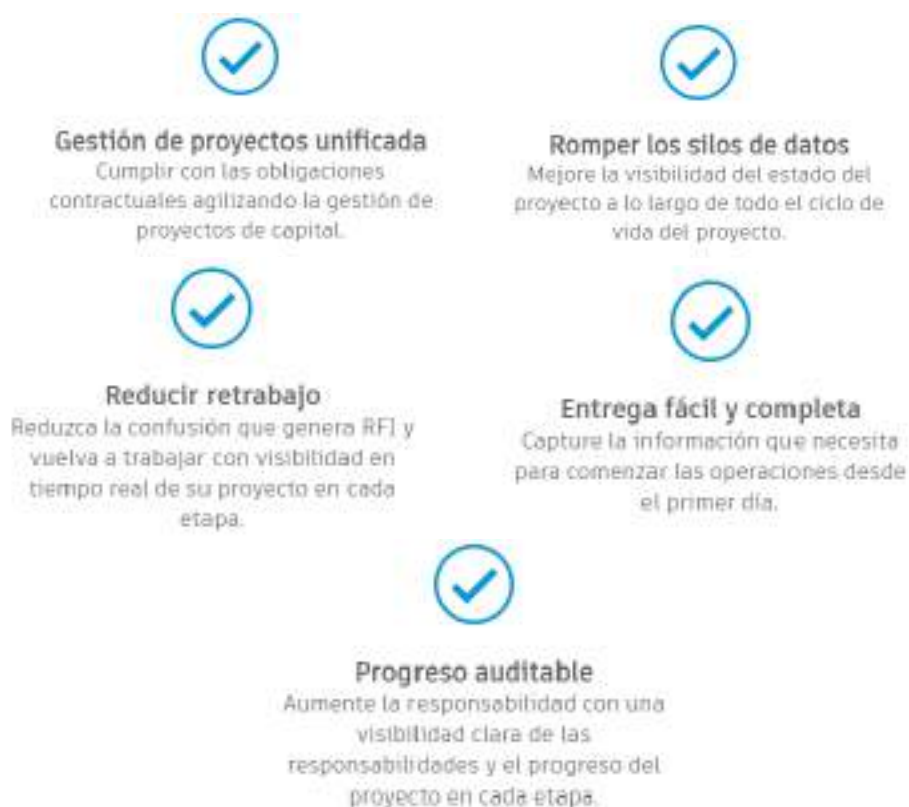 Gestión de proyectos unificada
Cumplir con las obligaciones
contractuales agilizando la gestión de
proyectos de capital.
Romper los silos de datos
Mejore la visibilidad del estado del
proyecto a lo largo de todo el ciclo de
vida del proyecto.
Reducir retrabajo
Reduzca la confusión que genera RFI y
vuelva a trabajar con visibilidad en
tiempo real de su proyecto en cada
etapa.
Entrega fácil y completa
Capture la información que necesita
para comenzar las operaciones desde
el primer día.
Progreso auditable
Aumente la responsabilidad con una
visibilidad clara de las
responsabilidades y el progreso del
proyecto en cada etapa.